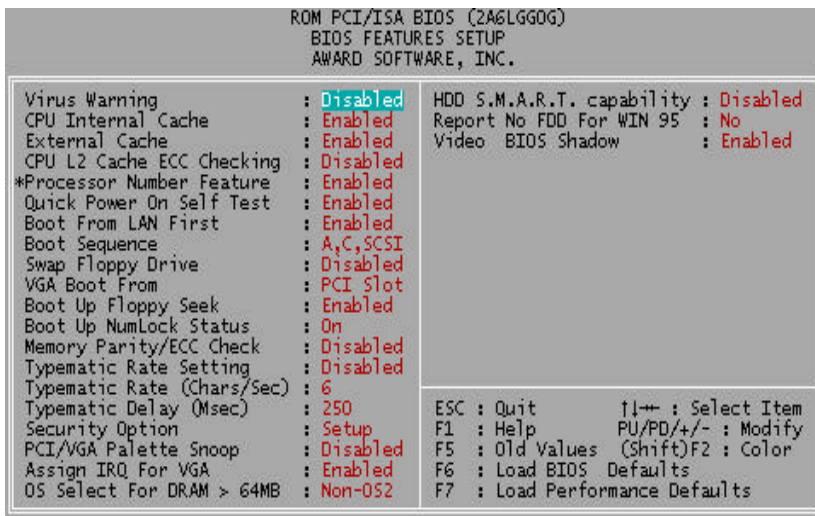 ROM PCI/ISA BIOS (2A6LGG0G)
BIOS FEATURES SETUP
AWARD SOFTWARE, INC.
Virus Warning : Disabled
CPU Internal Cache : Enabled
External Cache : Enabled
CPU L2 Cache ECC Checking : Disabled
*Processor Number Feature : Enabled
Quick Power On Self Test : Enabled
Boot From LAN First : Enabled
Boot Sequence : A,C,SCSI
Swap Floppy Drive : Disabled
VGA Boot From : PCI Slot
Boot Up Floppy Seek : Enabled
Boot Up NumLock Status : On
Memory Parity/ECC Check : Disabled
Typematic Rate Setting : Disabled
Typematic Rate (Chars/Sec) : 6
Typematic Delay (Msec) : 250
Security Option : Setup
PCI/VGA Palette Snoop : Disabled
Assign IRQ For VGA : Enabled
OS Select For DRAM > 64MB : Non-OS2
HDD S.M.A.R.T. capability : Disabled
Report No FDD For WIN 95 : No
Video BIOS Shadow : Enabled
ESC : Quit ↑↓→← : Select Item
F1 : Help PU/PD/+/- : Modify
F5 : Old Values (Shift)F2 : Color
F6 : Load BIOS Defaults
F7 : Load Performance Defaults